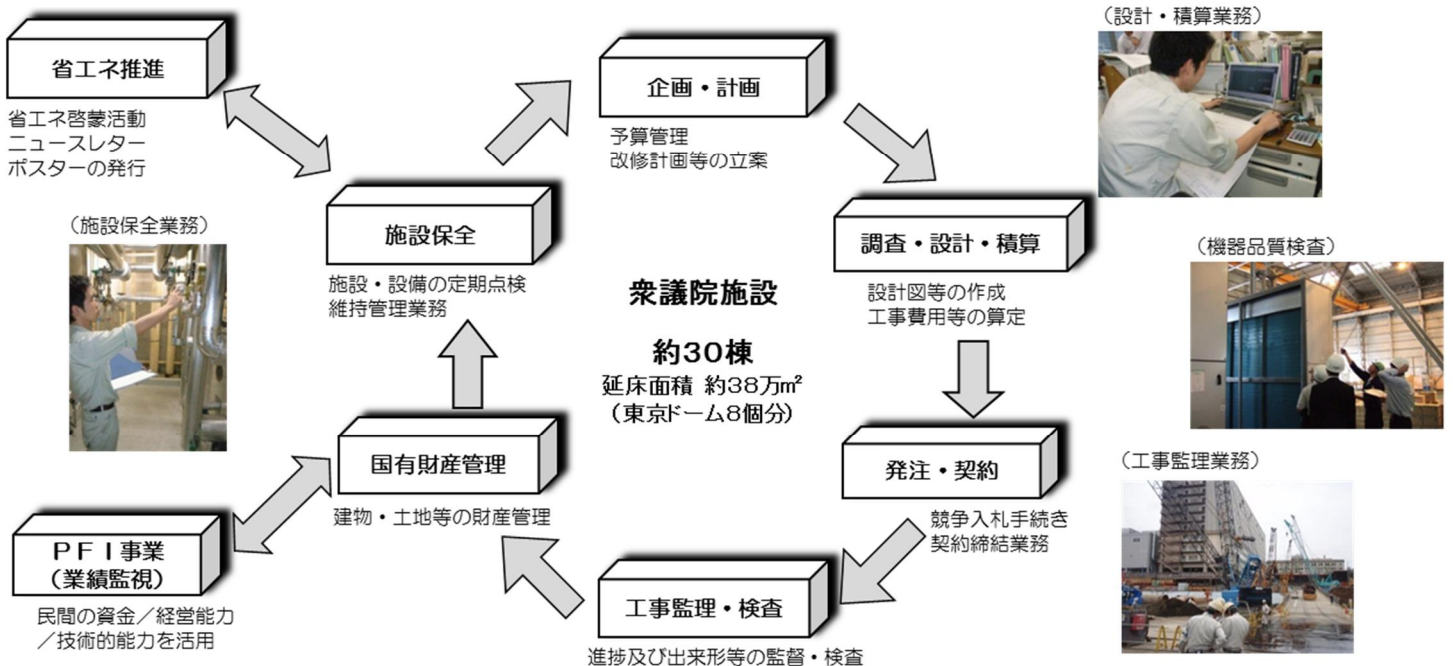 省エネ推進
省エネ啓蒙活動
ニュースレター
ポスターの発行
企画・計画
予算管理
改修計画等の立案
(設計・積算業務)
(施設保全業務)
施設保全
施設・設備の定期点検
維持管理業務
調査・設計・積算
設計図等の作成
工事費用等の算定
(機器品質検査)
衆議院施設
約30棟
延床面積 約38万㎡
(東京ドーム8個分)
国有財産管理
建物・土地等の財産管理
発注・契約
競争入札手続き
契約締結業務
(工事監理業務)
PFI事業
(業績監視)
民間の資金/経営能力
/技術的能力を活用
工事監理・検査
進捗及び出来形等の監督・検査